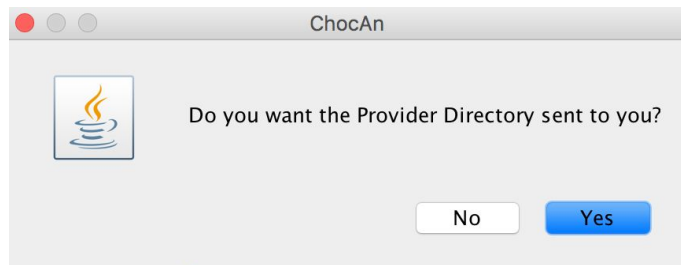 ChocAn
Do you want the Provider Directory sent to you?
No Yes